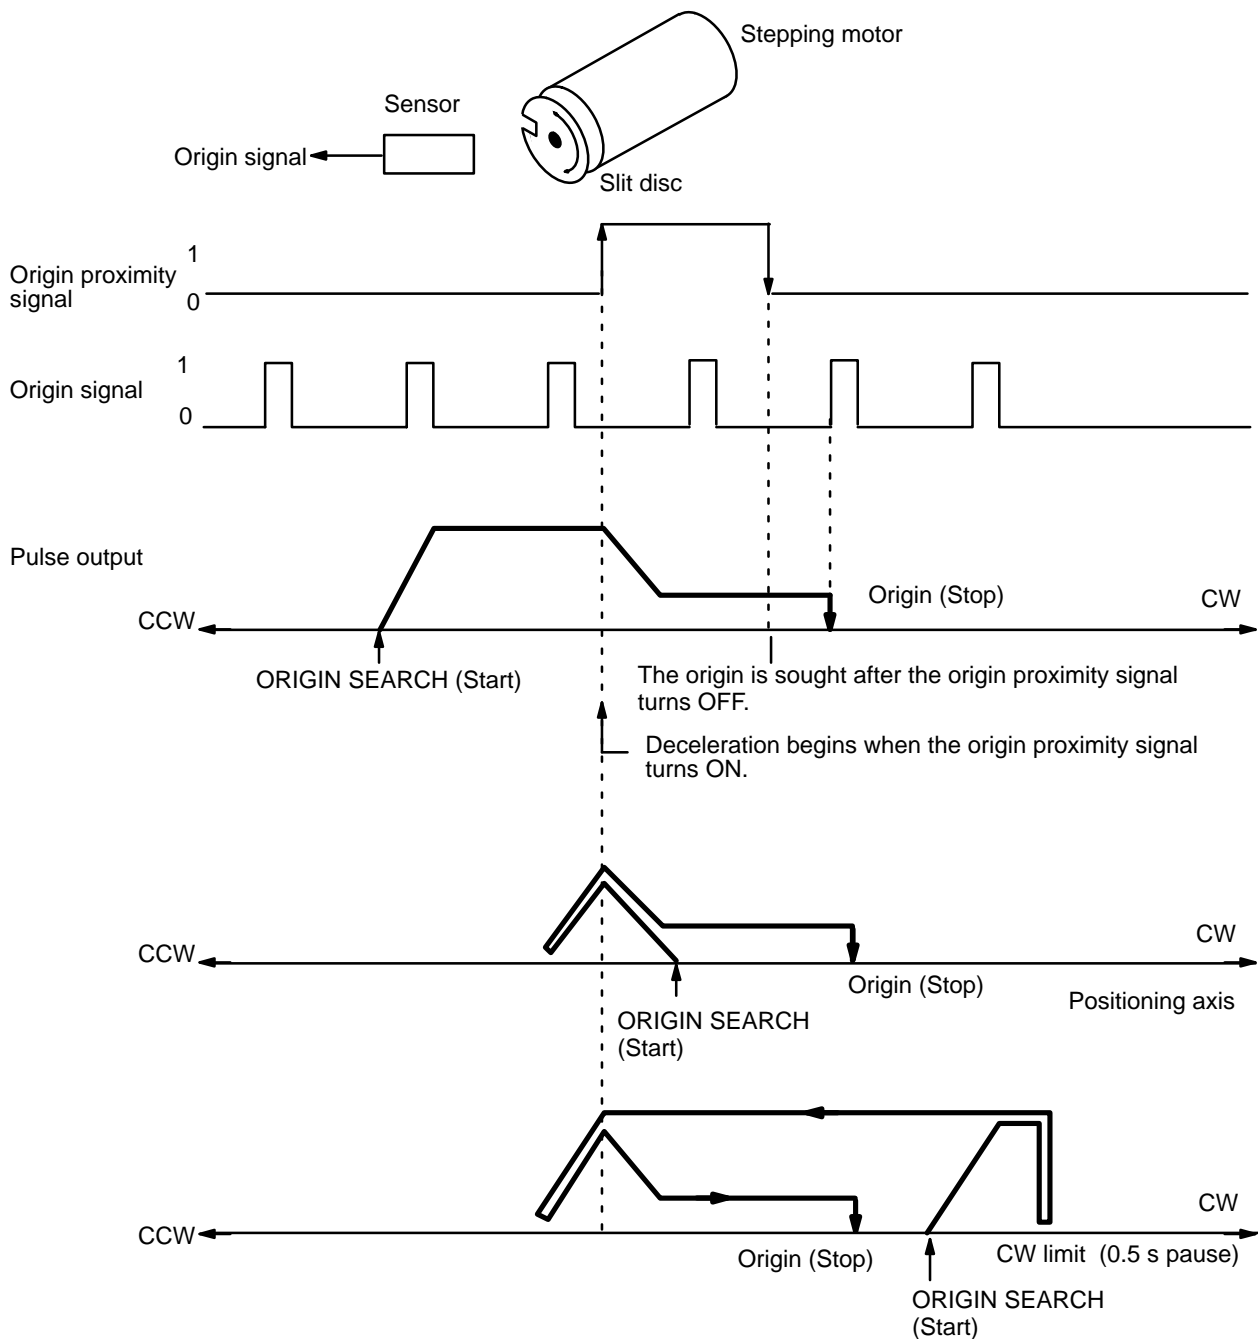 Stepping motor
Sensor
Origin signal
Slit disc
Origin proximity
signal
1
0
Origin signal
1
0
Pulse output
Origin (Stop)
CCW
CW
ORIGIN SEARCH (Start)
The origin is sought after the origin proximity signal
turns OFF.
Deceleration begins when the origin proximity signal
turns ON.
CCW
CW
Origin (Stop)
Positioning axis
ORIGIN SEARCH
(Start)
CCW
CW
Origin (Stop)
CW limit (0.5 s pause)
ORIGIN SEARCH
(Start)